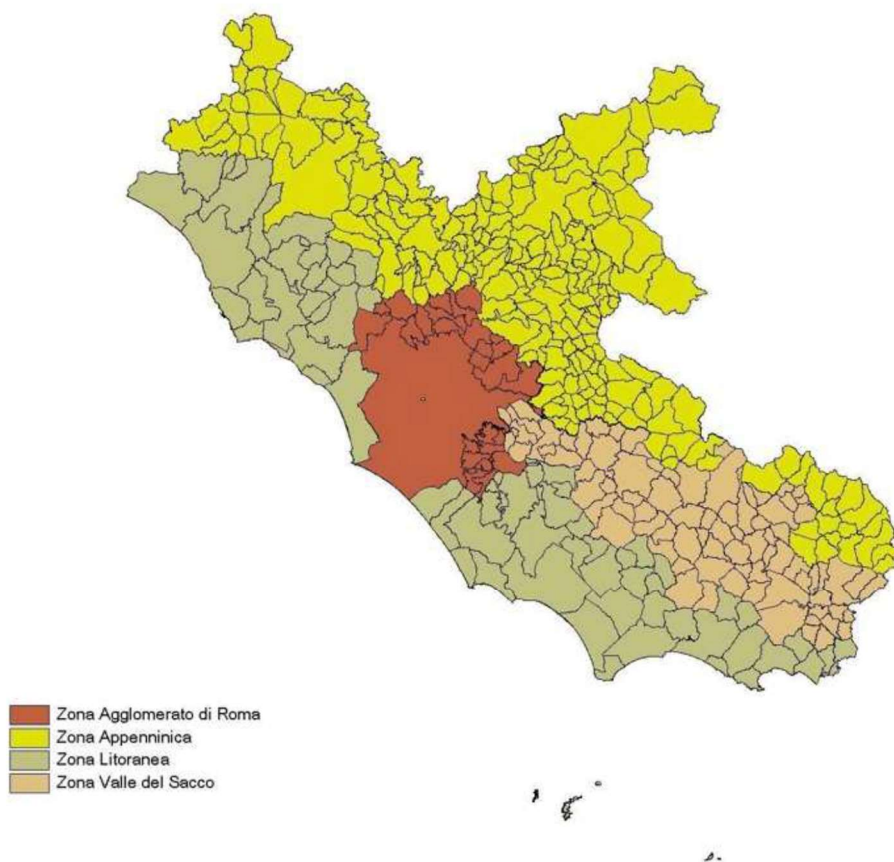 Zona Agglomerato di Roma
Zona Appenninica
Zona Litoranea
Zona Valle del Sacco